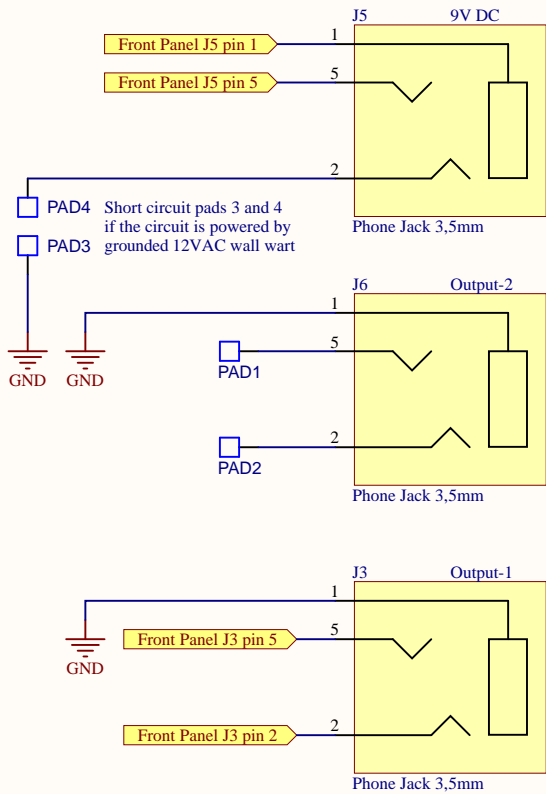 J5 9V DC
1
Front Panel J5 pin 1
5
Front Panel J5 pin 5
2
PAD4 Short circuit pads 3 and 4
if the circuit is powered by
PAD3 grounded 12VAC wall wart
Phone Jack 3,5mm
J6 Output-2
1
5
GND GND
PAD1
2
PAD2
Phone Jack 3,5mm
J3 Output-1
1
5
Front Panel J3 pin 5
GND
2
Front Panel J3 pin 2
Phone Jack 3,5mm